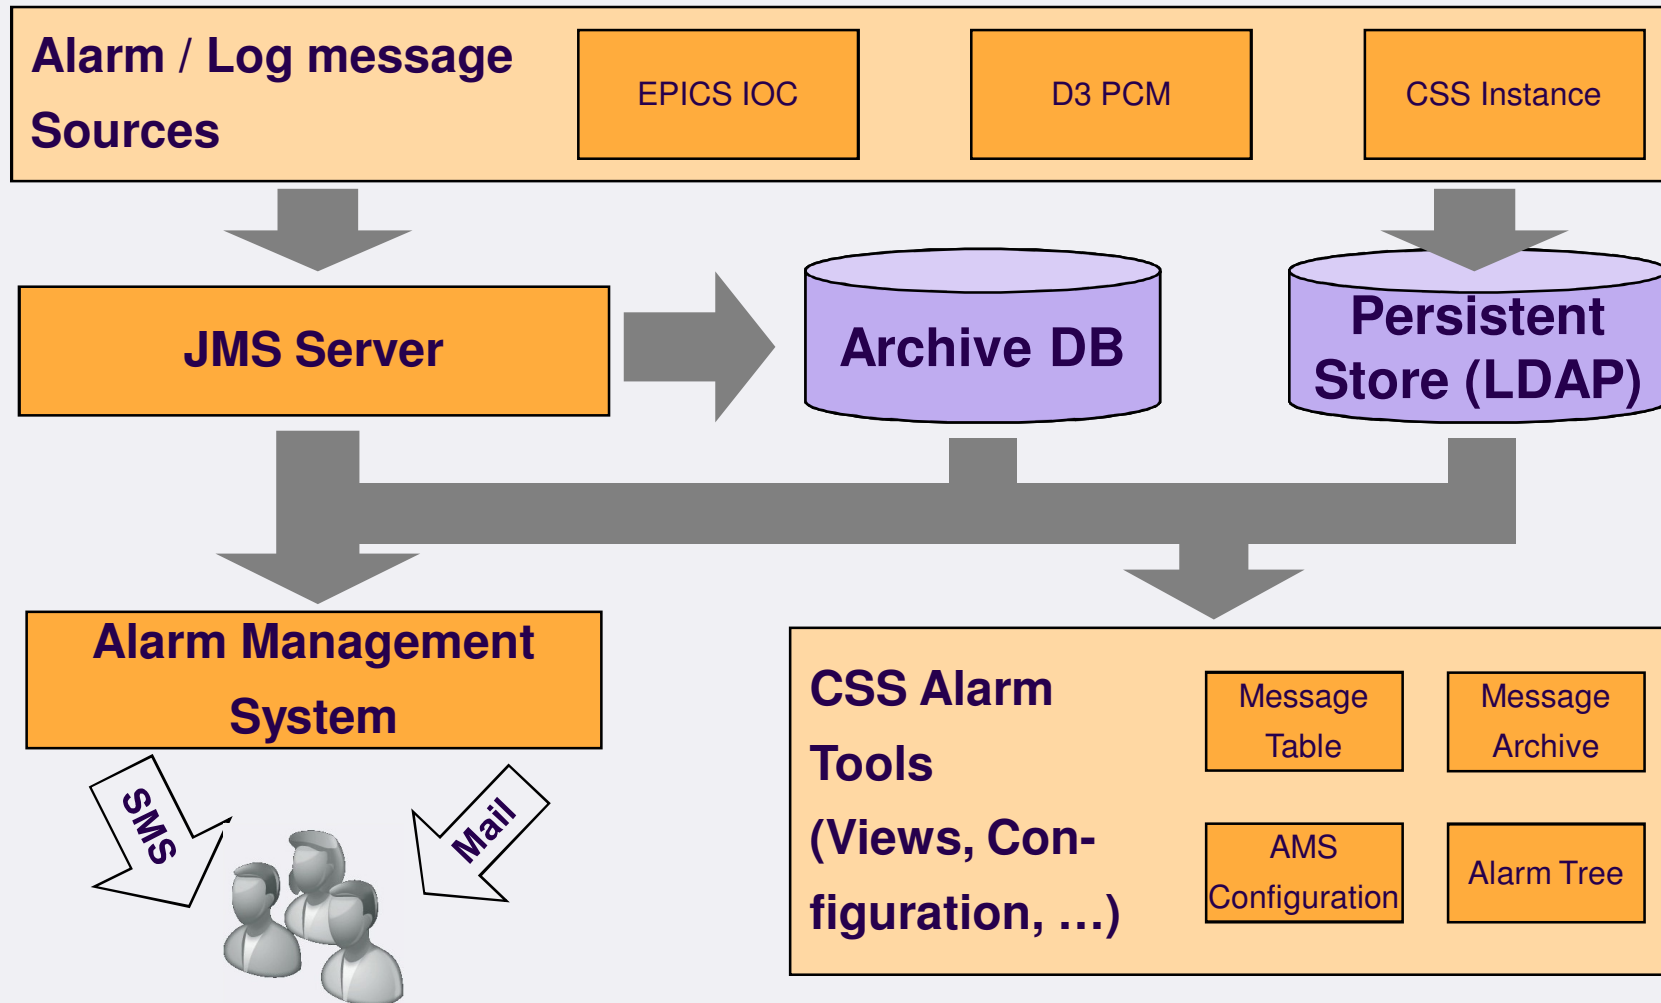 Alarm / Log message
Sources
EPICS IOC
D3 PCM
CSS Instance
JMS Server
Archive DB
Persistent
Store (LDAP)
Alarm Management
System
SMS
Mail
CSS Alarm
Tools
(Views, Con-
figuration, ...)
Message
Table
Message
Archive
AMS
Configuration
Alarm Tree